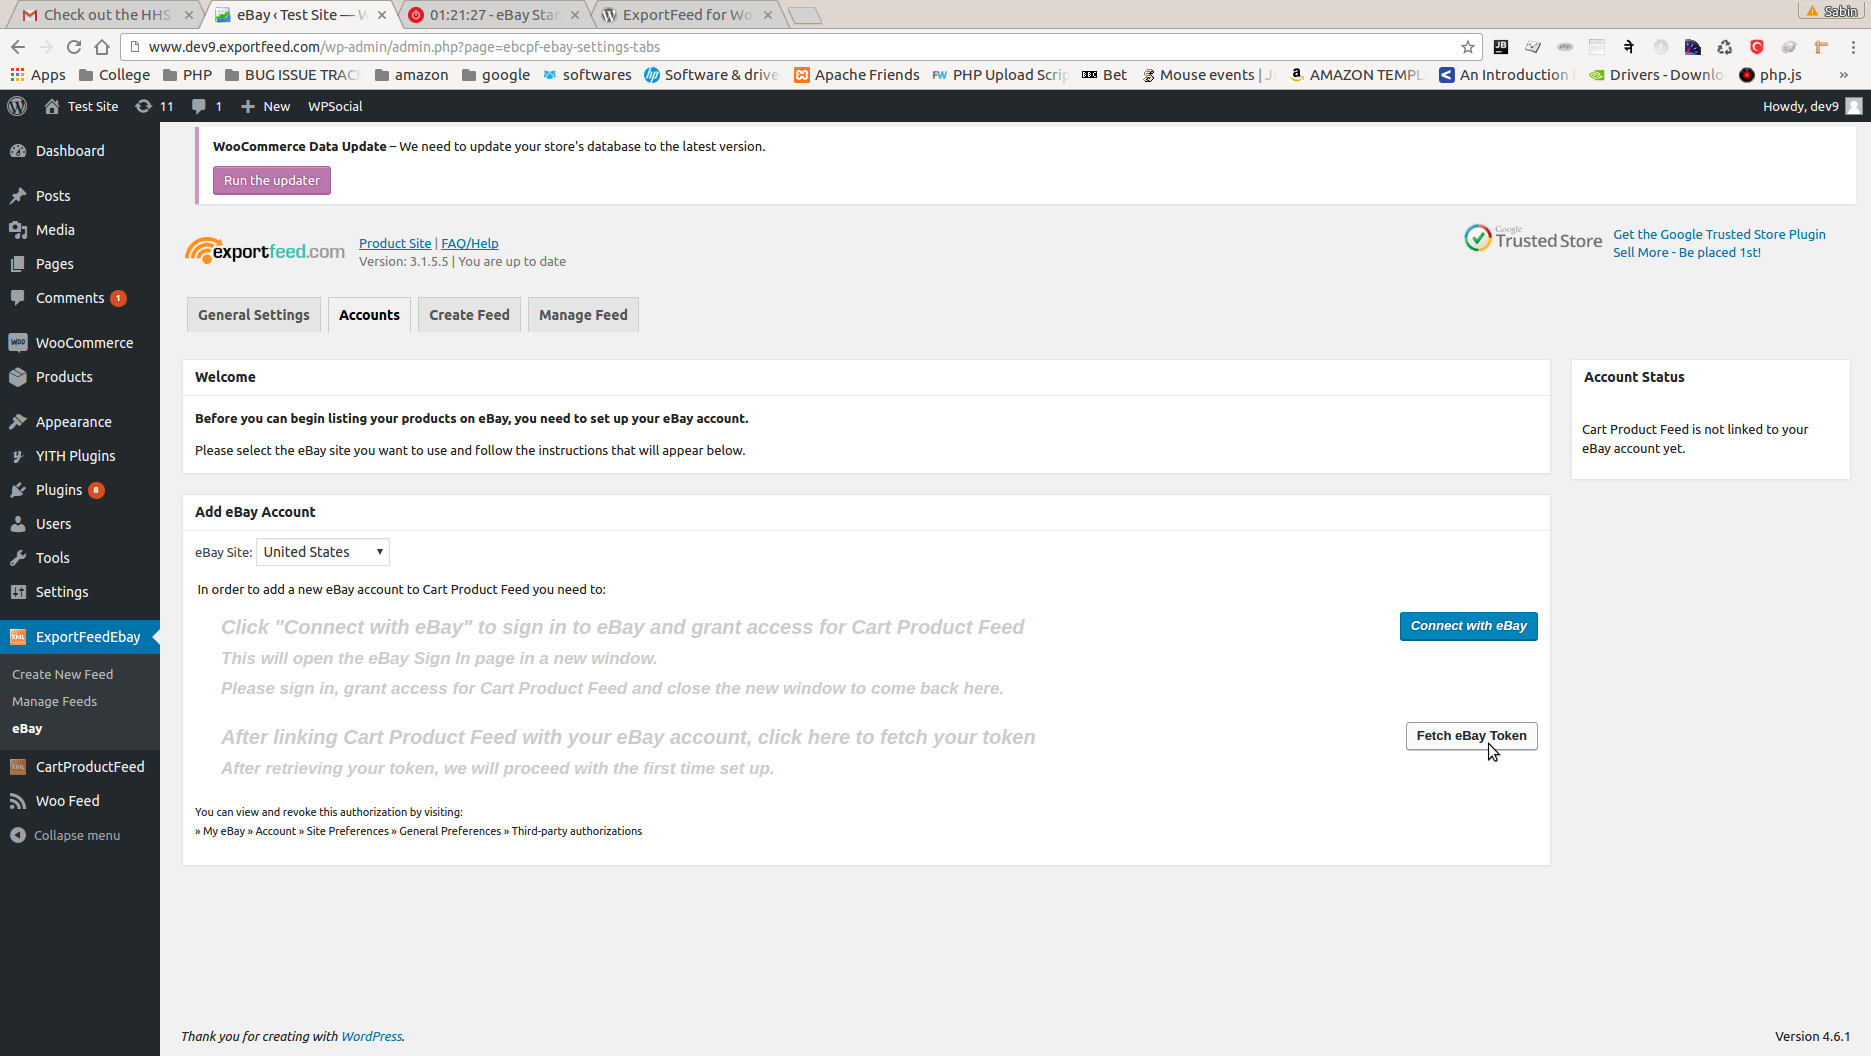 Check out the HHS
eBay ‹ Test Site — W
01:21:27 - eBay Stan
ExportFeed for Wo
Sabin
www.dev9.exportfeed.com/wp-admin/admin.php?page=ebcpf-ebay-settings-tabs
Apps
College
PHP
BUG ISSUE TRAC
amazon
google
softwares
Software & drive
Apache Friends
FW PHP Upload Scrip
BBC Bet
Mouse events | J
AMAZON TEMPL
An Introduction
Drivers - Downlo
php.js
»
Test Site
11
1
New
WPSocial
Howdy, dev9
Dashboard
Posts
Media
Pages
Comments 1
WooCommerce
Products
Appearance
YITH Plugins
Plugins 8
Users
Tools
Settings
ExportFeedEbay
Create New Feed
Manage Feeds
eBay
CartProductFeed
Woo Feed
Collapse menu
WooCommerce Data Update – We need to update your store's database to the latest version.
Run the updater
exportfeed.com
Product Site | FAQ/Help
Version: 3.1.5.5 | You are up to date
Google
Trusted Store
Get the Google Trusted Store Plugin
Sell More - Be placed 1st!
General Settings
Accounts
Create Feed
Manage Feed
Welcome
Before you can begin listing your products on eBay, you need to set up your eBay account.
Please select the eBay site you want to use and follow the instructions that will appear below.
Account Status
Cart Product Feed is not linked to your
eBay account yet.
Add eBay Account
eBay Site: United States
In order to add a new eBay account to Cart Product Feed you need to:
Click "Connect with eBay" to sign in to eBay and grant access for Cart Product Feed
Connect with eBay
This will open the eBay Sign In page in a new window.
Please sign in, grant access for Cart Product Feed and close the new window to come back here.
After linking Cart Product Feed with your eBay account, click here to fetch your token
Fetch eBay Token
After retrieving your token, we will proceed with the first time set up.
You can view and revoke this authorization by visiting:
» My eBay » Account » Site Preferences » General Preferences » Third-party authorizations
Thank you for creating with WordPress.
Version 4.6.1